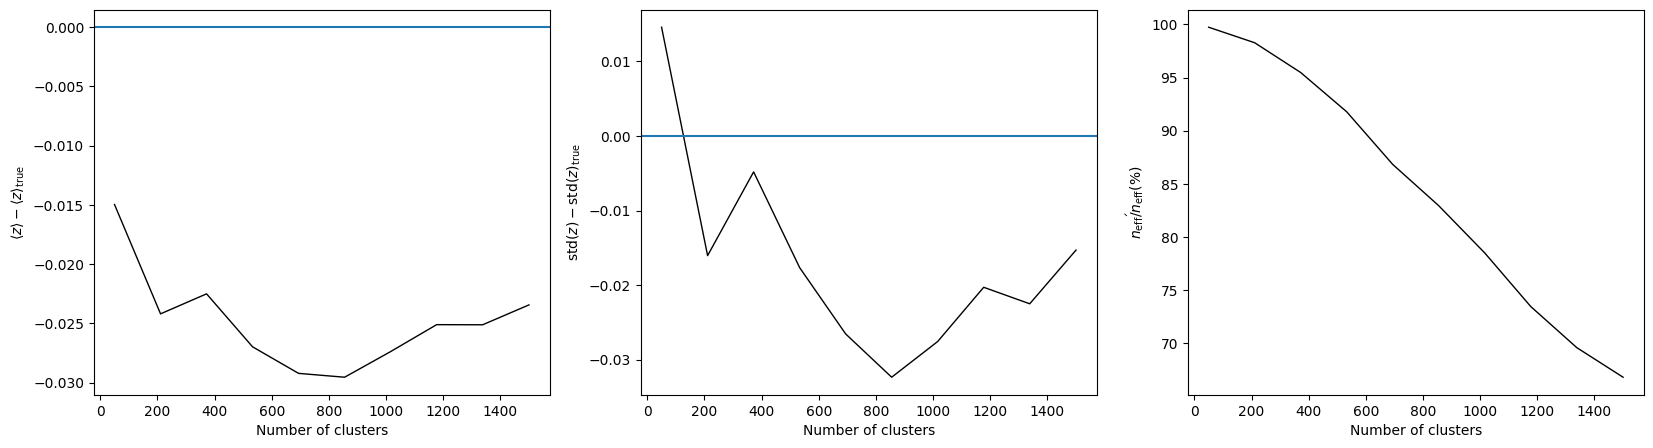 0.000
−0.005
−0.010
−0.015
−0.020
−0.025
−0.030
⟨z⟩ − ⟨z⟩true
0 200 400 600 800 1000 1200 1400
Number of clusters
0.01
0.00
−0.01
−0.02
−0.03
std(z) − std(z)true
0 200 400 600 800 1000 1200 1400
Number of clusters
100
95
90
85
80
75
70
n′eff/neff(%)
0 200 400 600 800 1000 1200 1400
Number of clusters